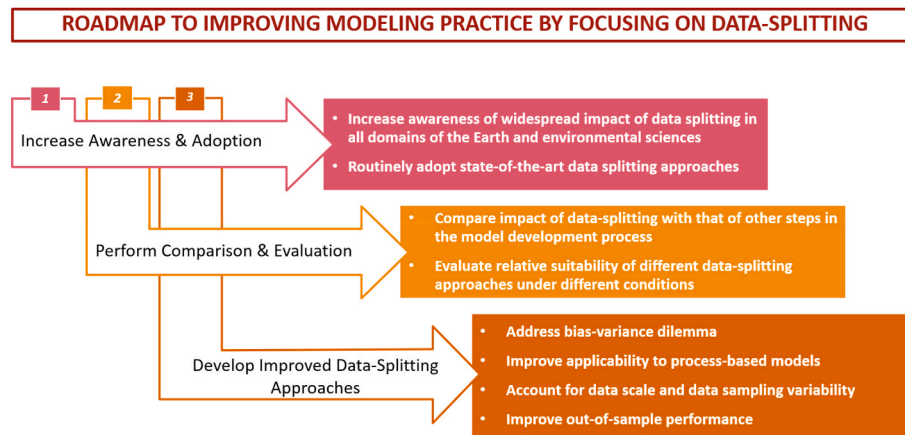 ROADMAP TO IMPROVING MODELING PRACTICE BY FOCUSING ON DATA-SPLITTING
1
2
3
Increase Awareness & Adoption
• Increase awareness of widespread impact of data splitting in
all domains of the Earth and environmental sciences
• Routinely adopt state-of-the-art data splitting approaches
Perform Comparison & Evaluation
• Compare impact of data-splitting with that of other steps in
the model development process
• Evaluate relative suitability of different data-splitting
approaches under different conditions
Develop Improved Data-Splitting
Approaches
• Address bias-variance dilemma
• Improve applicability to process-based models
• Account for data scale and data sampling variability
• Improve out-of-sample performance